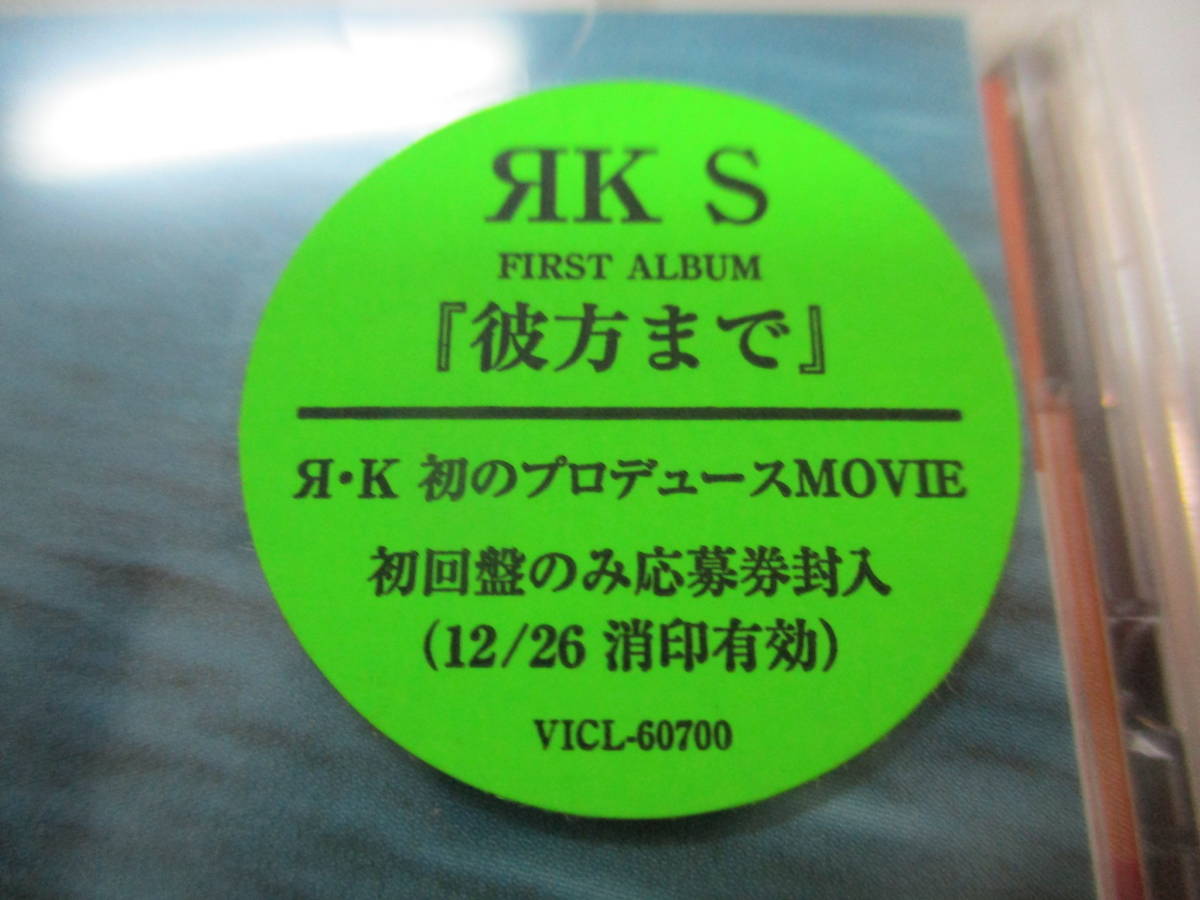 ЯK S
FIRST ALBUM
『彼方まで』
Я・K 初のプロデュースMOVIE
初回盤のみ応募券封入
(12/26 消印有効)
VICL-60700